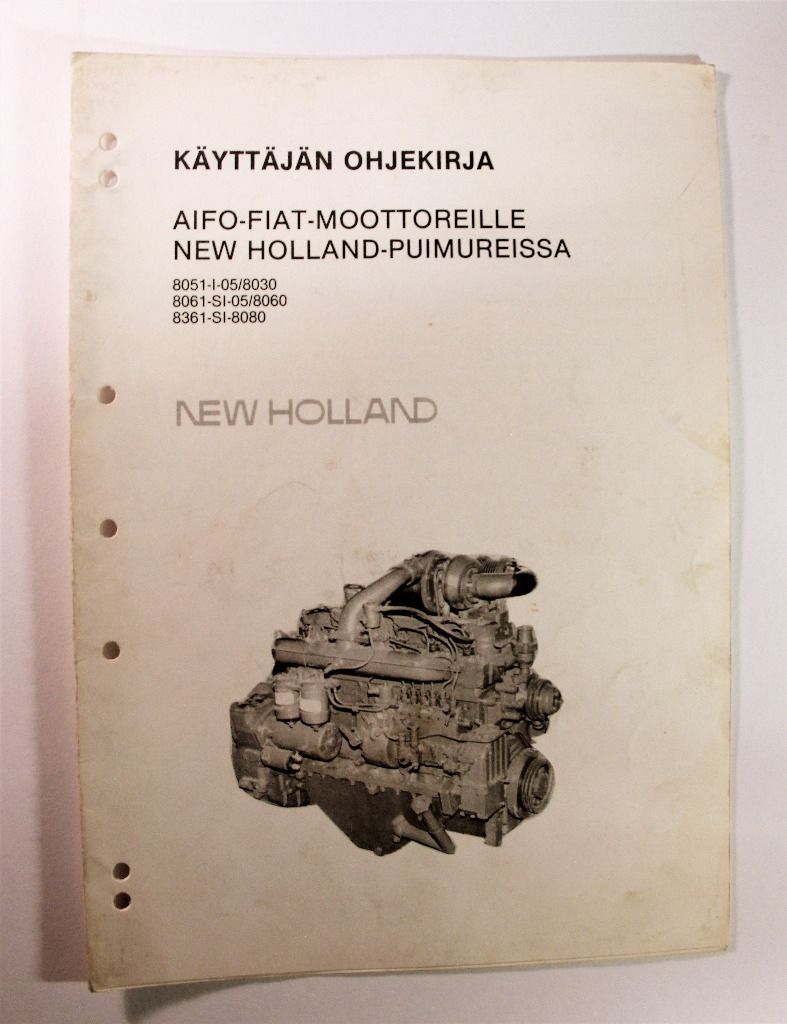 KÄYTTÄJÄN OHJEKIRJA
AIFO-FIAT-MOOTTOREILLE
NEW HOLLAND-PUIMUREISSA
8051-I-05/8030
8061-SI-05/8060
8361-SI-8080
NEW HOLLAND